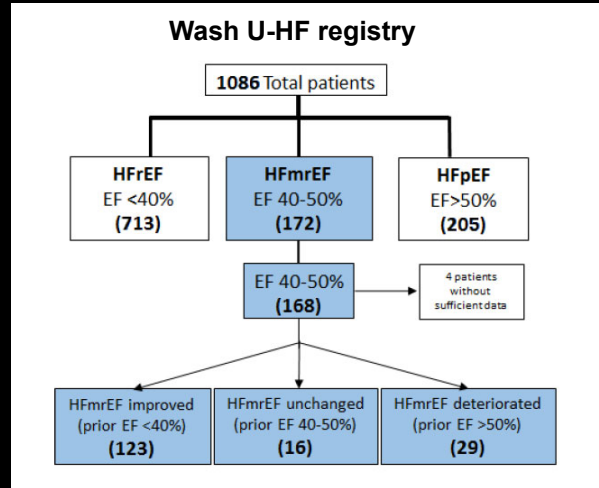 Wash U-HF registry
1086 Total patients
HFrEF
EF <40%
(713)
HFmrEF
EF 40-50%
(172)
HFpEF
EF>50%
(205)
EF 40-50%
(168)
4 patients
without
sufficient data
HFmrEF improved
(prior EF <40%)
(123)
HFmrEF unchanged
(prior EF 40-50%)
(16)
HFmrEF deteriorated
(prior EF >50%)
(29)